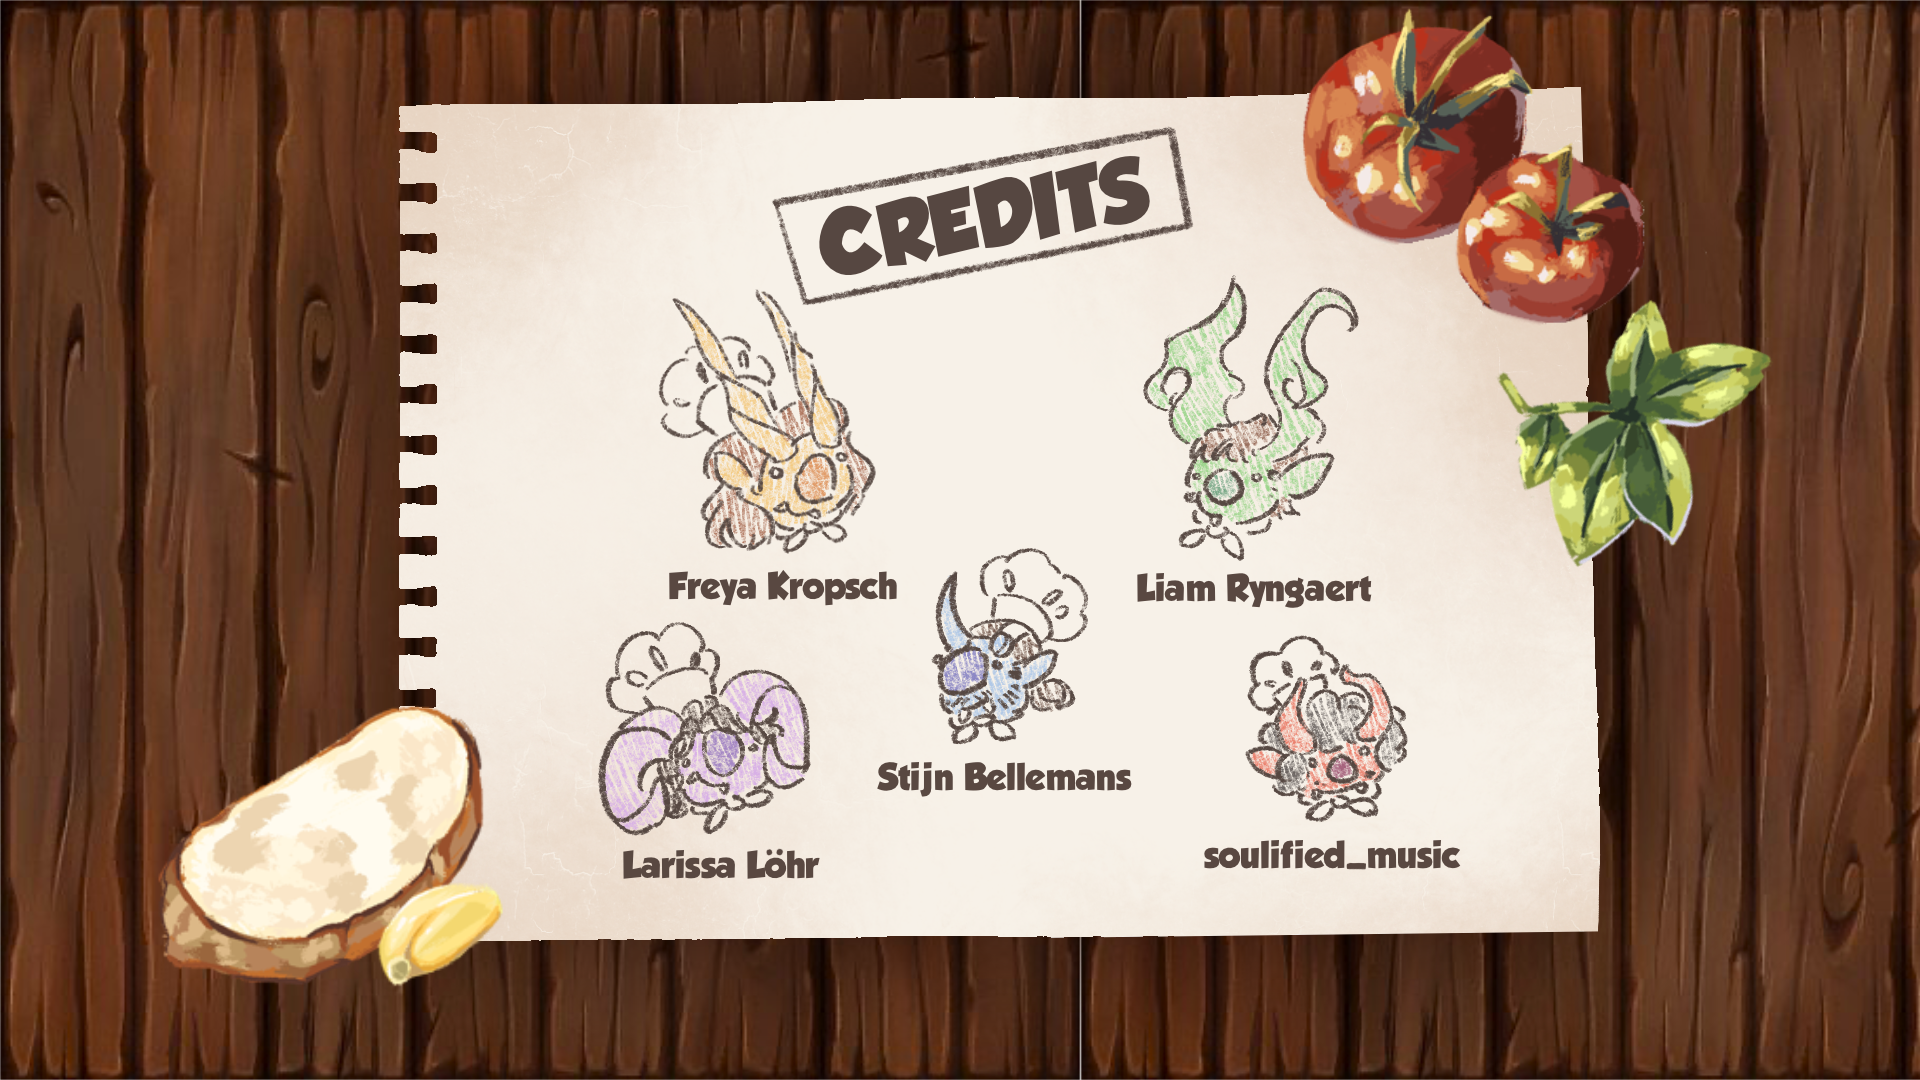 CREDITS
Freya Kropsch
Liam Ryngaert
Stijn Bellemans
Larissa Löhr
soulified_music